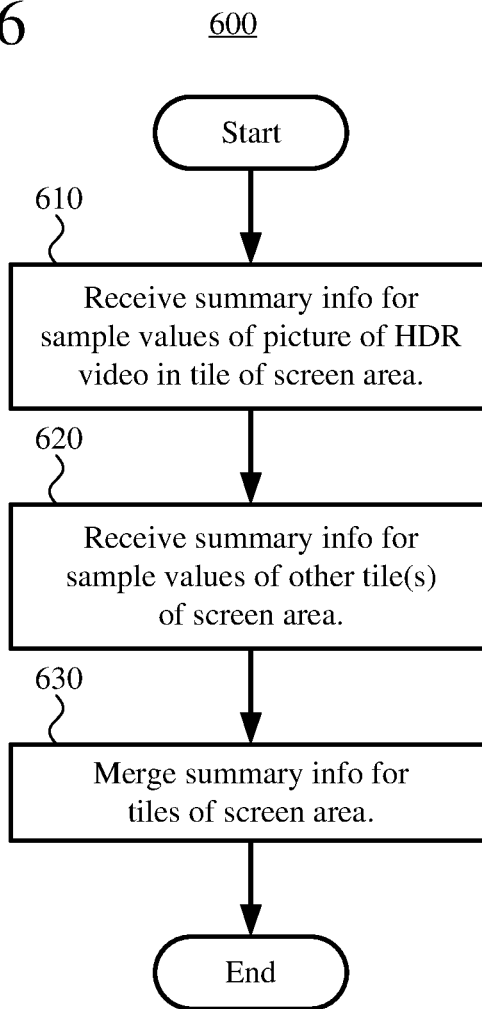 6
600
Start
610
Receive summary info for
sample values of picture of HDR
video in tile of screen area.
620
Receive summary info for
sample values of other tile(s)
of screen area.
630
Merge summary info for
tiles of screen area.
End